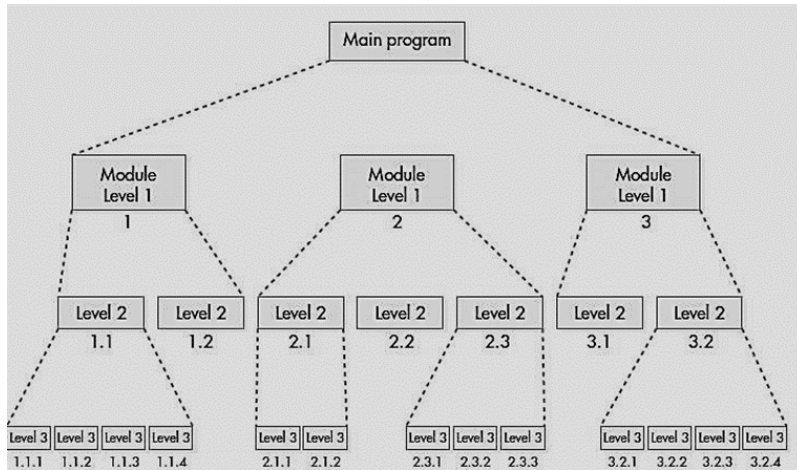 Main program
Module
Level 1
1
Module
Level 1
2
Module
Level 1
3
Level 2
1.1
Level 2
1.2
Level 2
2.1
Level 2
2.2
Level 2
2.3
Level 2
3.1
Level 2
3.2
Level 3
1.1.1
Level 3
1.1.2
Level 3
1.1.3
Level 3
1.1.4
Level 3
2.1.1
Level 3
2.1.2
Level 3
2.3.1
Level 3
2.3.2
Level 3
2.3.3
Level 3
3.2.1
Level 3
3.2.2
Level 3
3.2.3
Level 3
3.2.4